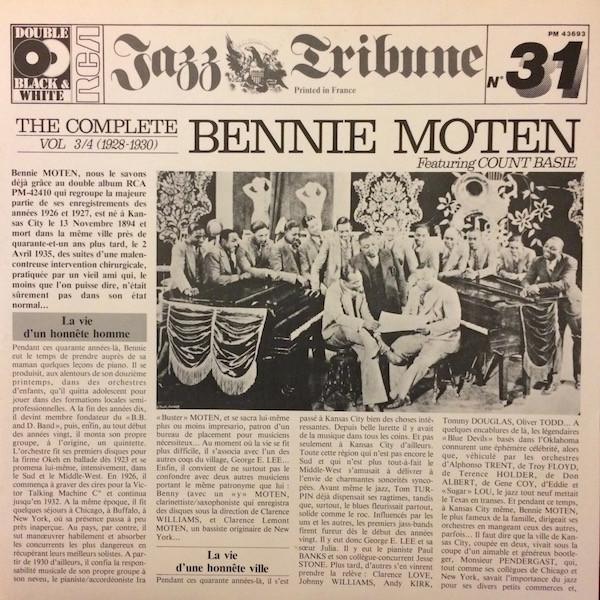 DOUBLE
BLACK &
WHITE
RCA
Jazz Tribune
Printed in France
PM 43693
N° 31
THE COMPLETE
VOL 3/4 (1928-1930)
BENNIE MOTEN
Featuring COUNT BASIE
Bennie MOTEN, nous le savons
déjà grâce au double album RCA
PM-42410 qui regroupe la majeure
partie de ses enregistrements des
années 1926 et 1927, est né à Kan-
sas City le 13 Novembre 1894 et
mort dans la même ville près de
quarante-et-un ans plus tard, le 2
Avril 1935, des suites d'une malen-
contreuse intervention chirurgicale,
pratiquée par un vieil ami qui, le
moins que l'on puisse dire, n'était
sûrement pas dans son état
normal...
La vie
d'un honnête homme
Pendant ces quarante années-là, Bennie
eut le temps de prendre auprès de sa
maman quelques leçons de piano. Il se
produisit, aux alentours de son douzième
printemps, dans des orchestres
d'enfants, qu'il quitta adolescent pour
jouer dans des formations locales semi-
professionnelles. A la fin des années dix,
il devint membre fondateur du « B.B.
and D. Band », puis, enfin, au tout début
des années vingt, il monta son propre
groupe, à l'origine, un quintette.
L'orchestre fit ses premiers disques pour
la firme Okeh en ballade dès 1923 et se
promena lui-même, intensivement, dans
le Sud et le Middle-West. En 1926, il
commença à graver des cires pour la Vic-
tor Talking Machine C° et continua
jusqu'en 1932. A la même époque, il fit
quelques séjours à Chicago, à Buffalo, à
New York, où sa présence passa à peu
près inaperçue. Au pays, par contre, il
sut manœuvrer habilement et absorber
les concurrents les plus dangereux en
récupérant leurs meilleurs solistes. A par-
tir de 1930 d'ailleurs, il confia la respon-
sabilité musicale de son propre groupe à
son neveu, le pianiste/accordéoniste Ira
« Buster » MOTEN, et se sacra lui-même
plus ou moins impresario, patron d'un
bureau de placement pour musiciens
nécessiteux... Au moment où la vie se fit
plus difficile, il s'associa avec l'un des
autres coqs du village, George E. LEE...
Enfin, il convient de ne surtout pas le
confondre avec deux autres musiciens
portant le même patronyme que lui :
Benny (avec un « y ») MOTEN,
clarinettiste/saxophoniste qui enregistra
des disques sous la direction de Clarence
WILLIAMS, et Clarence Lemont
MOTEN, un bassiste originaire de New
York...
La vie
d'une honnête ville
Pendant ces quarante années-là, il s'est
passé à Kansas City bien des choses inté-
ressantes. Depuis belle lurette il y avait
de la musique dans tous les coins. Et pas
seulement à Kansas City d'ailleurs.
Toute cette région qui n'est pas encore le
Sud et qui n'est plus tout-à-fait le
Middle-West s'amusait à délivrer à
l'envie de charmantes sonorités synco-
pées. Avant même le jazz, Tom TUR-
PIN déjà dispensait ses ragtimes, tandis
que, surtout, le blues fleurissait partout,
solide comme le roc. Influencés par les
uns et les autres, les premiers jass-bands
firent fureur dès le début des années
vingt. Il y eut donc George E. LEE et sa
sœur Julia. Il y eut le pianiste Paul
BANKS et son collègue-concurrent Jesse
STONE. Plus tard, d'autres s'en vinrent
prendre la relève : Clarence LOVE,
Johnny WILLIAMS, Andy KIRK,
Tommy DOUGLAS, Oliver TODD... A
quelques encablures de là, les légendaires
« Blue Devils » basés dans l'Oklahoma
connurent une éphémère célébrité, alors
que, véhiculé par les orchestres
d'Alphonso TRENT, de Troy FLOYD,
de Terence HOLDER, de Don
ALBERT, de Gene COY, d'Eddie et
« Sugar » LOU, le jazz tout neuf mettait
le Texas en transes. Et pendant ce temps,
à Kansas City même, Bennie MOTEN,
le plus fameux de la famille, dirigeait ses
orchestres en mangeant ceux des autres,
parfois... Il faut dire que la ville de Kan-
sas City, coupée en deux, vivait sous la
coupe d'un aimable et généreux bootleg-
ger, Monsieur PENDERGAST, qui,
tout comme ses collègues de Chicago et
New York, savait l'importance du jazz
pour ses divers petits commerces et,